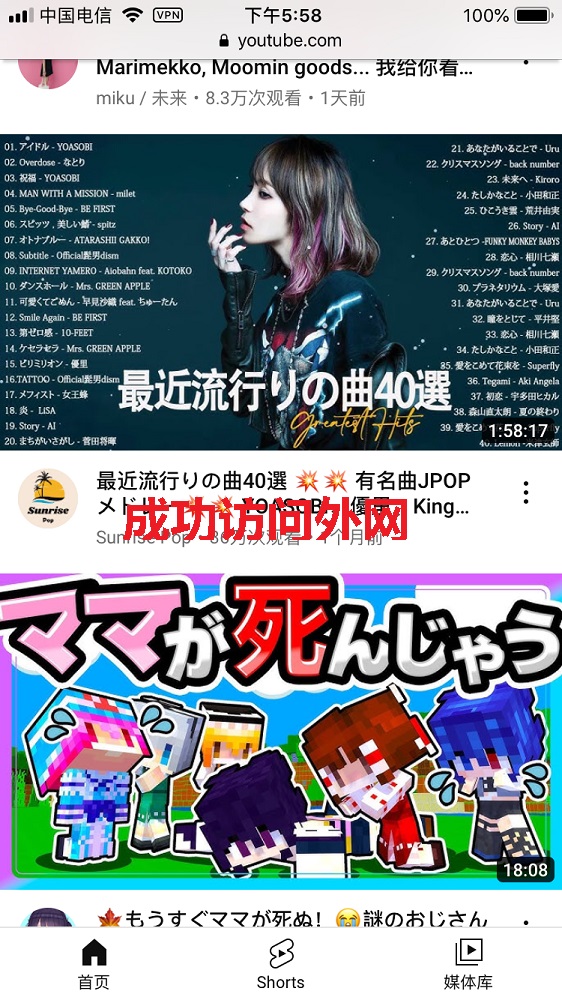 中国电信 VPN 下午5:58 100%
youtube.com
Marimekko, Moomin goods... 我给你看…
miku / 未来・8.3万次观看・1天前
01. アイドル - YOASOBI
02. Overdose - なとり
03. 祝福 - YOASOBI
04. MAN WITH A MISSION - milet
05. Bye-Good-Bye - BE FIRST
06. スピッツ , 美しい鰭 - spitz
07. オトナブルー - ATARASHII GAKKO!
08. Subtitle - Official髭男dism
09. INTERNET YAMERO - Aiobahn feat. KOTOKO
10. ダンスホール - Mrs. GREEN APPLE
11. 可愛くてごめん - 早見沙織 feat. ちゅーたん
12. Smile Again - BE FIRST
13. 第ゼロ感 - 10-FEET
14. ケセラセラ - Mrs. GREEN APPLE
15. ビリミリオン - 優里
16.TATTOO - Official髭男dism
17. メフィスト - 女王蜂
18. 炎 - LiSA
19. Story - AI
20. まちがいさがし - 菅田将暉
21. あなたがいることで - Uru
22. クリスマスソング - back number
23. 未来へ - Kiroro
24. たしかなこと - 小田和正
25. ひこうき雲 - 荒井由実
26. Story - AI
27. あとひとつ -FUNKY MONKEY BABYS
28. 恋心 - 相川七瀬
29. クリスマスソング - back number
30. プラネタリウム - 大塚愛
31. あなたがいることで - Uru
32. 瞳をとじて - 平井堅
33. 恋心 - 相川七瀬
34. たしかなこと - 小田和正
85. 愛をこめて花束を - Superfly
36. Tegami - Aki Angela
37. 初恋 - 宇多田ヒカル
38. 森山直太朗 - 夏の終わり
39. 愛をこ
40. Lemon - 米津玄師
最近流行りの曲40選
Greatest Hits
1:58:17
Sunrise
Pop
最近流行りの曲40選 💥💥 有名曲JPOP
メドレー YOASOBI, 優里, King…
成功访问外网
Sunrise Pop・86万次观看・1个月前
ママが死んじゃう
18:08
🍁もうすぐママが死ぬ！😭謎のおじさん
首页 Shorts 媒体库